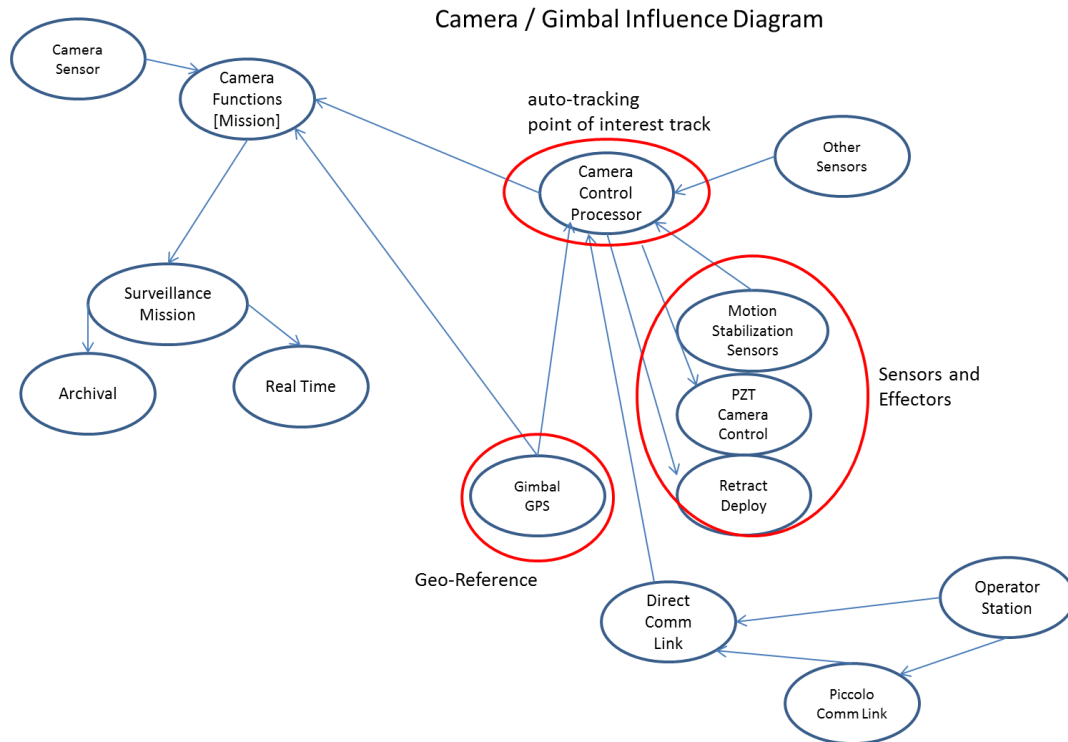 Camera / Gimbal Influence Diagram
Camera
Sensor
Camera
Functions
[Mission]
auto-tracking
point of interest track
Camera
Control
Processor
Other
Sensors
Surveillance
Mission
Archival
Real Time
Motion
Stabilization
Sensors
PZT
Camera
Control
Retract
Deploy
Sensors and
Effectors
Gimbal
GPS
Geo-Reference
Direct
Comm
Link
Operator
Station
Piccolo
Comm Link